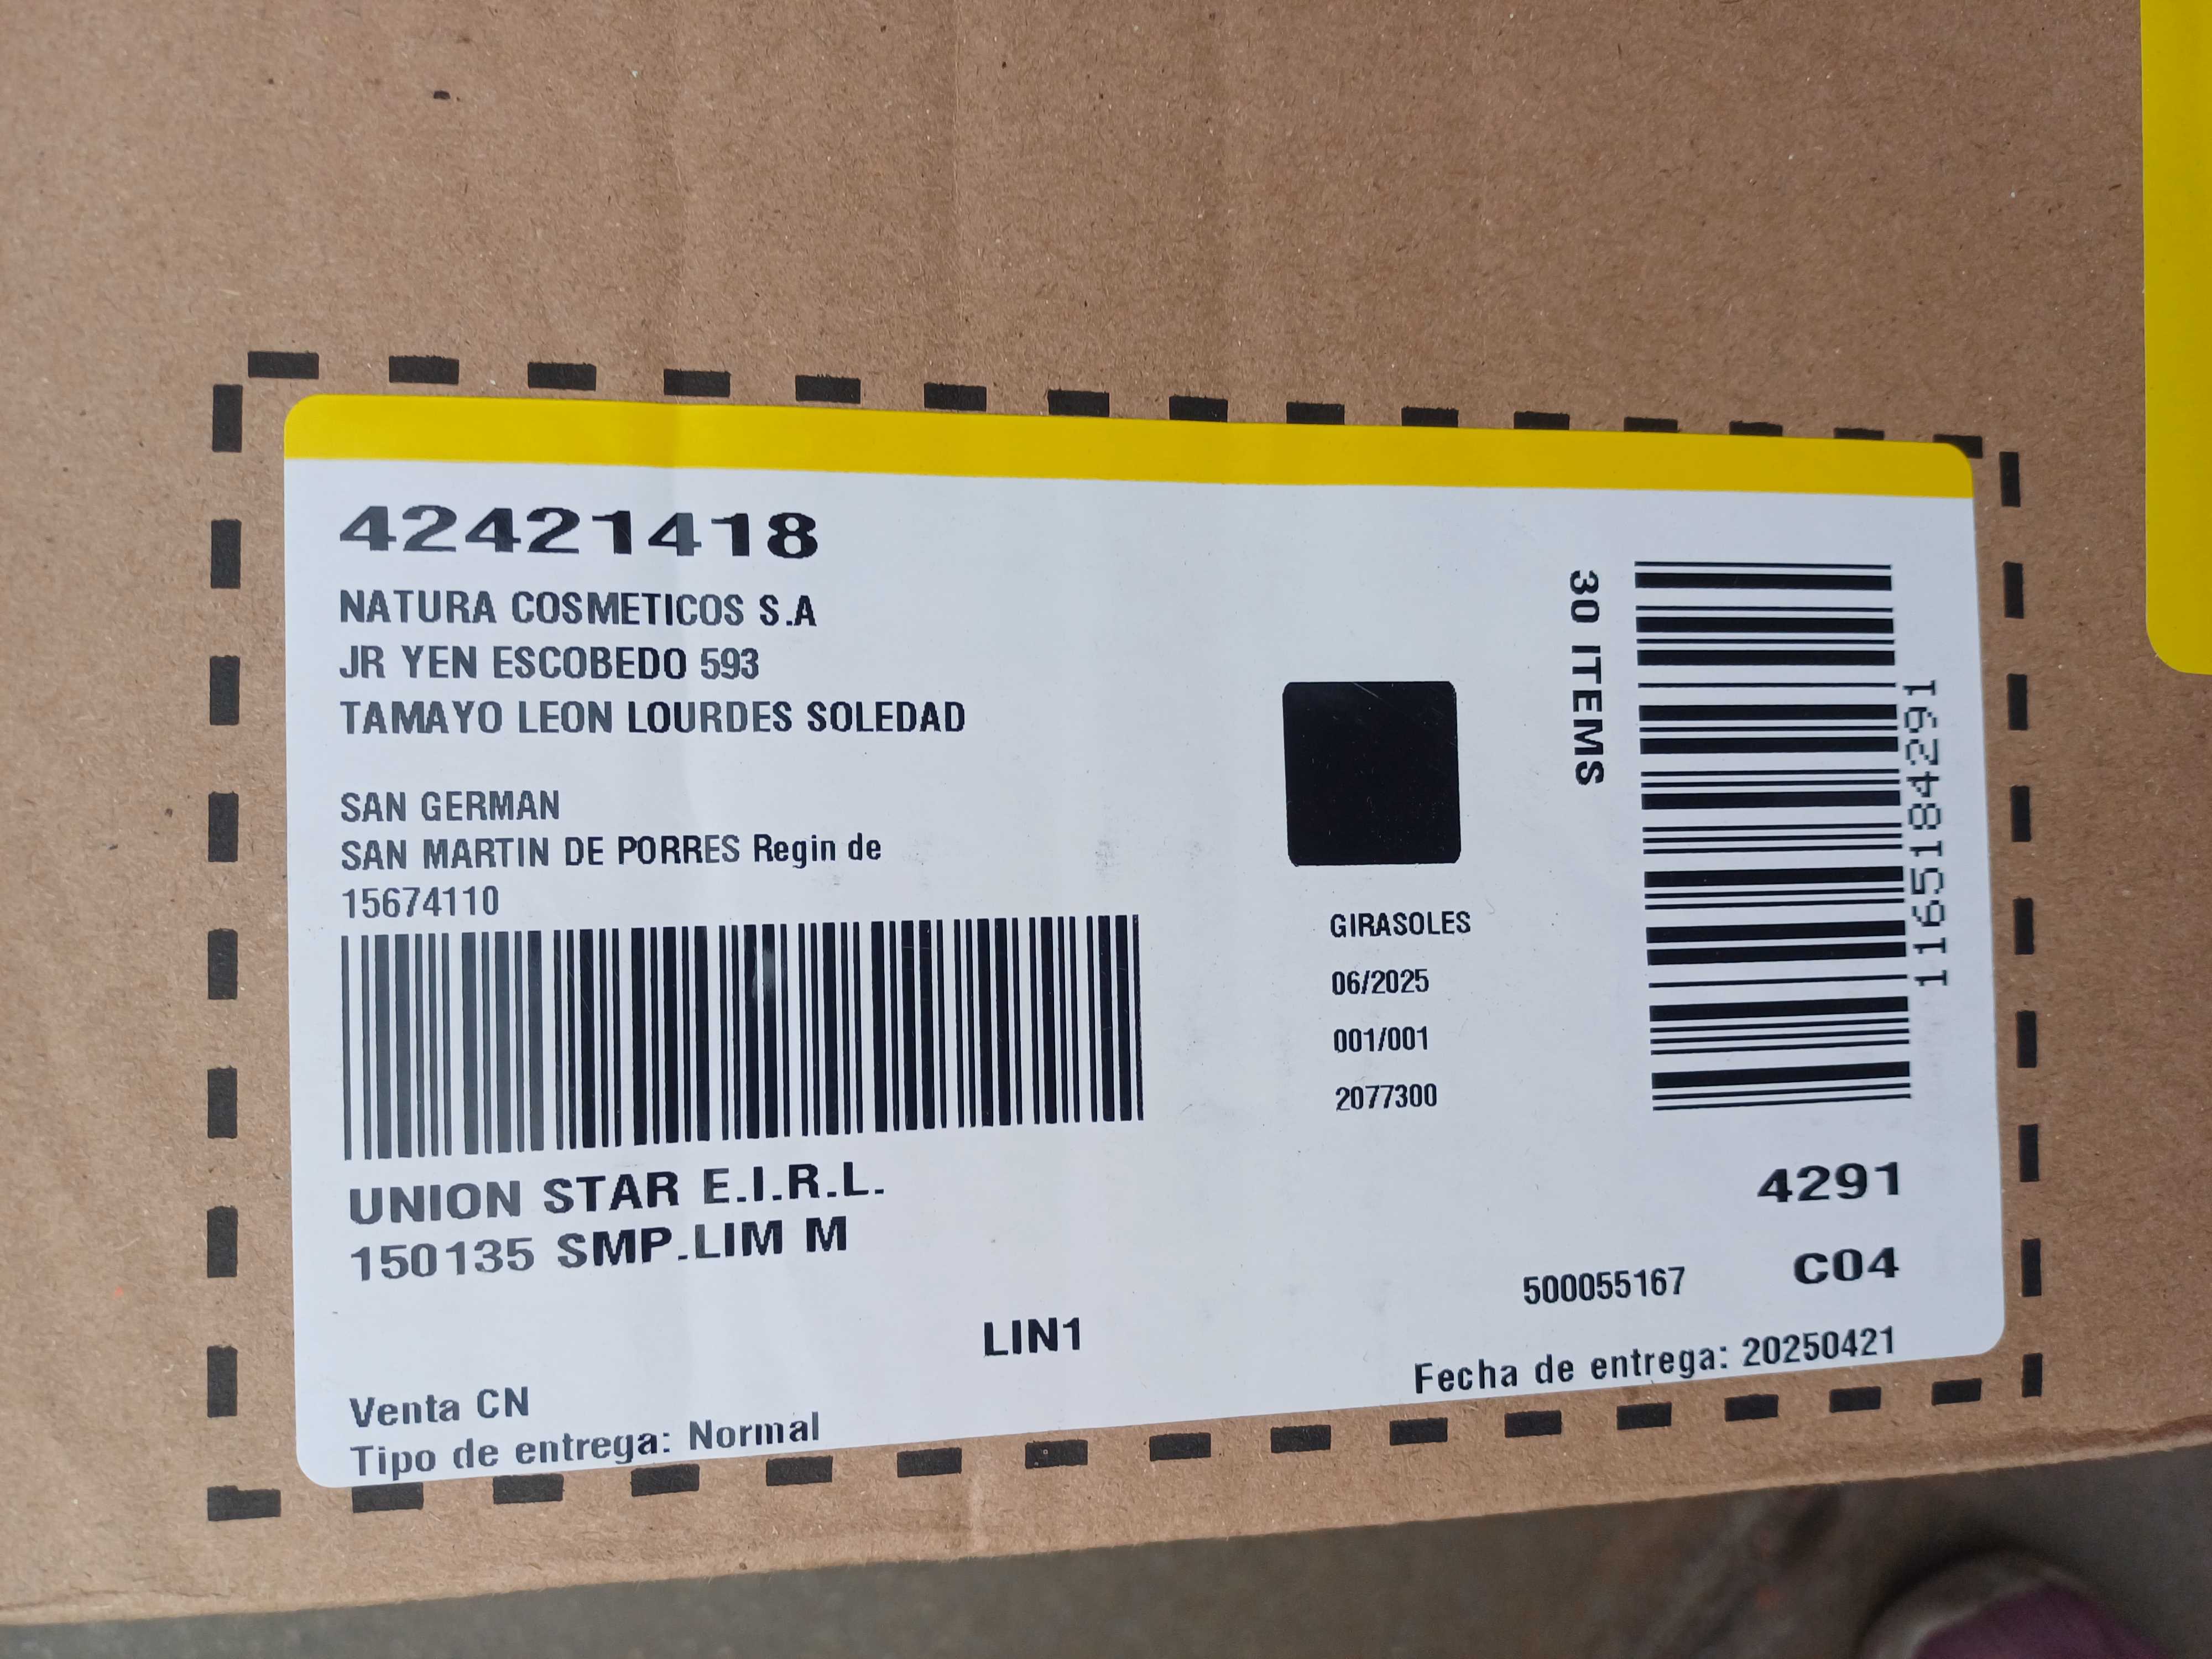 42421418
NATURA COSMETICOS S.A
JR YEN ESCOBEDO 593
TAMAYO LEON LOURDES SOLEDAD
SAN GERMAN
SAN MARTIN DE PORRES Regin de
15674110
UNION STAR E.I.R.L.
150135 SMP.LIM M
LIN1
Venta CN
Tipo de entrega: Normal
GIRASOLES
06/2025
001/001
2077300
30 ITEMS
1165184291
4291
500055167 C04
Fecha de entrega: 20250421